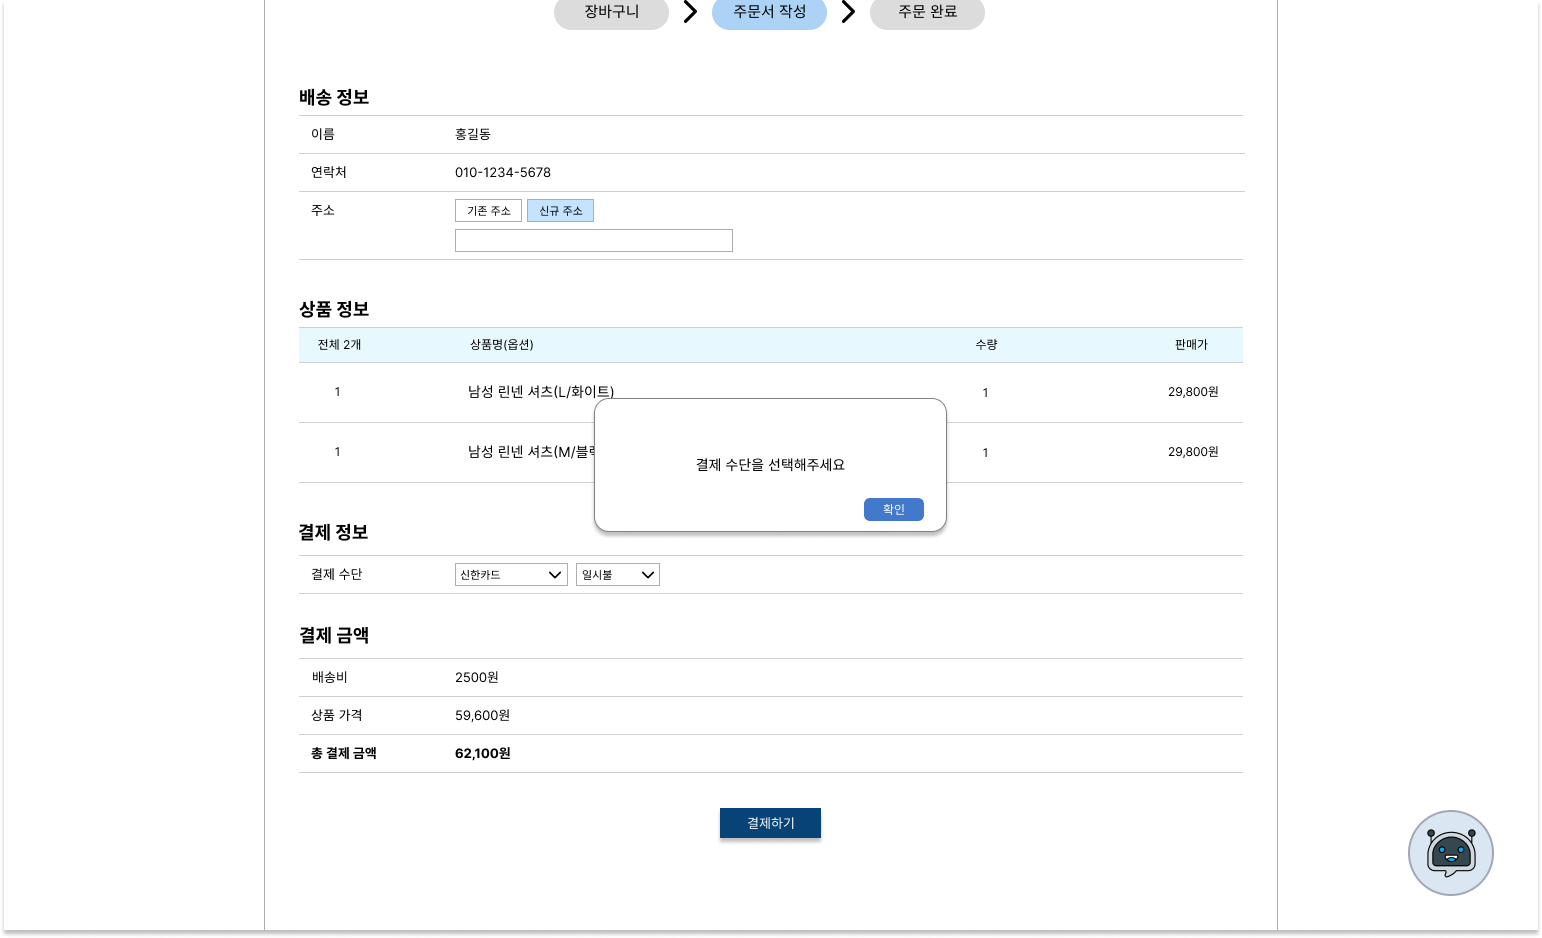 장바구니 주문서 작성 주문 완료
배송 정보
이름 홍길동
연락처 010-1234-5678
주소 기존 주소 신규 주소
상품 정보
전체 2개 상품명(옵션) 수량 판매가
1 남성 린넨 셔츠(L/화이트) 1 29,800원
1 남성 린넨 셔츠(M/블랙 1 29,800원
결제 수단을 선택해주세요
확인
결제 정보
결제 수단 신한카드 일시불
결제 금액
배송비 2500원
상품 가격 59,600원
총 결제 금액 62,100원
결제하기